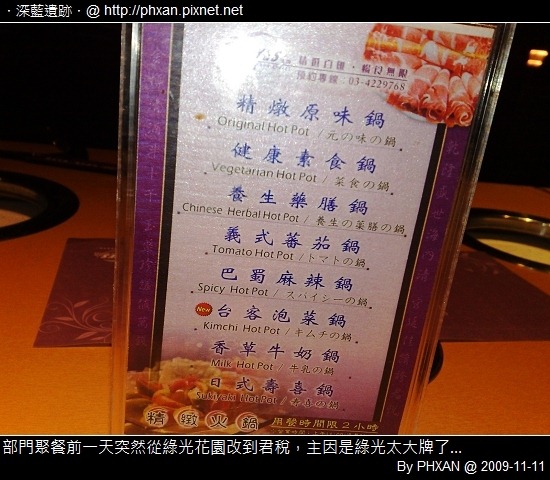 ．深藍遺跡．@ http://phxan.pixnet.net
預約專線：03-4229768
精燉原味鍋
Original Hot Pot / 元の味の鍋
健康素食鍋
Vegetarian Hot Pot / 菜食の鍋
養生藥膳鍋
Chinese Herbal Hot Pot / 養生の薬膳の鍋
義式蕃茄鍋
Tomato Hot Pot / トマトの鍋
巴蜀麻辣鍋
Spicy Hot Pot / スパイシーの鍋
New 台客泡菜鍋
Kimchi Hot Pot / キムチの鍋
香草牛奶鍋
Milk Hot Pot / 牛乳の鍋
日式壽喜鍋
Sukiyaki Hot Pot / 寿喜の鍋
精緻火鍋 用餐時間限2小時
部門聚餐前一天突然從綠光花園改到君稅，主因是綠光太大牌了...
By PHXAN @ 2009-11-11